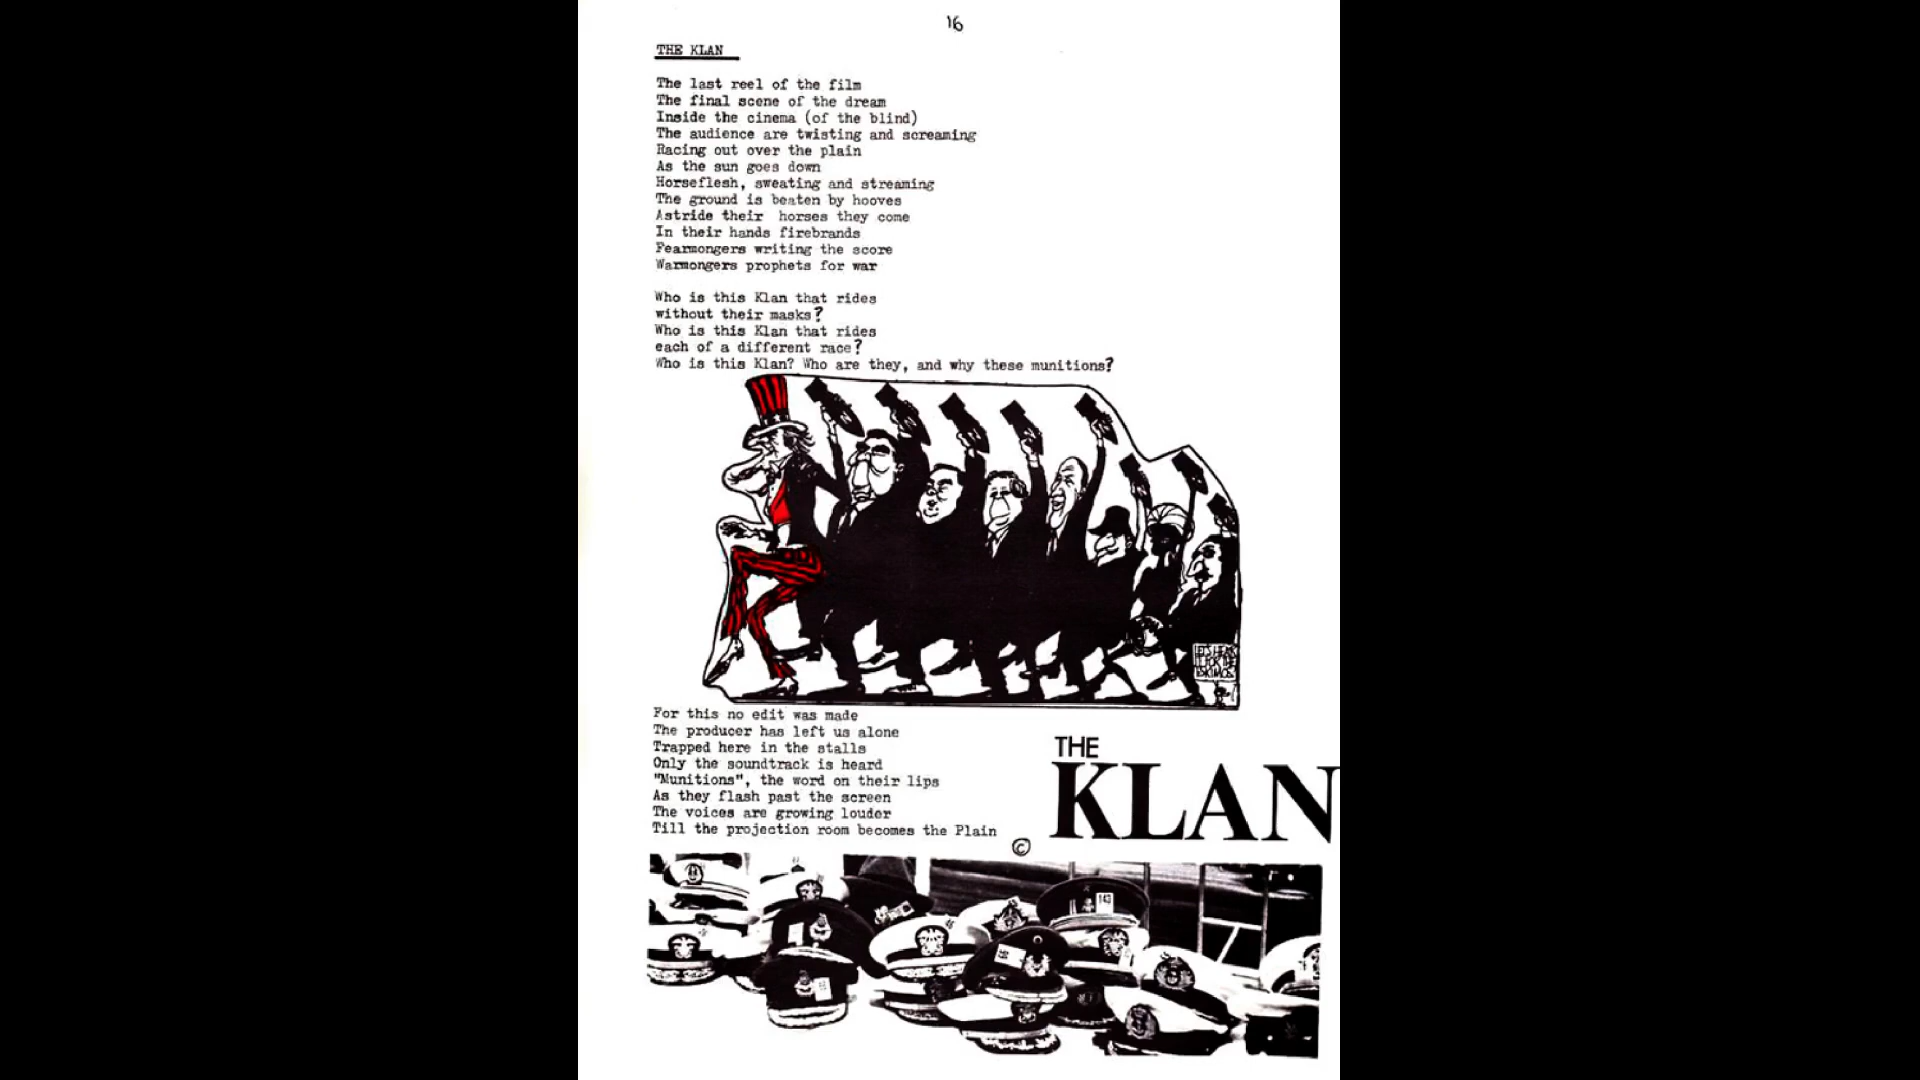 16
THE KLAN
The last reel of the film
The final scene of the dream
Inside the cinema (of the blind)
The audience are twisting and screaming
Racing out over the plain
As the sun goes down
Horseflesh, sweating and streaming
The ground is beaten by hooves
Astride their horses they come
In their hands firebrands
Fearmongers writing the score
Warmongers prophets for war
Who is this Klan that rides
without their masks?
Who is this Klan that rides
each of a different race?
Who is this Klan? Who are they, and why these munitions?
LET'S HEAR
IT FOR THE
ESKIMOS
For this no edit was made
The producer has left us alone
Trapped here in the stalls
Only the soundtrack is heard
"Munitions", the word on their lips
As they flash past the screen
The voices are growing louder
Till the projection room becomes the Plain
©
THE
KLAN
143